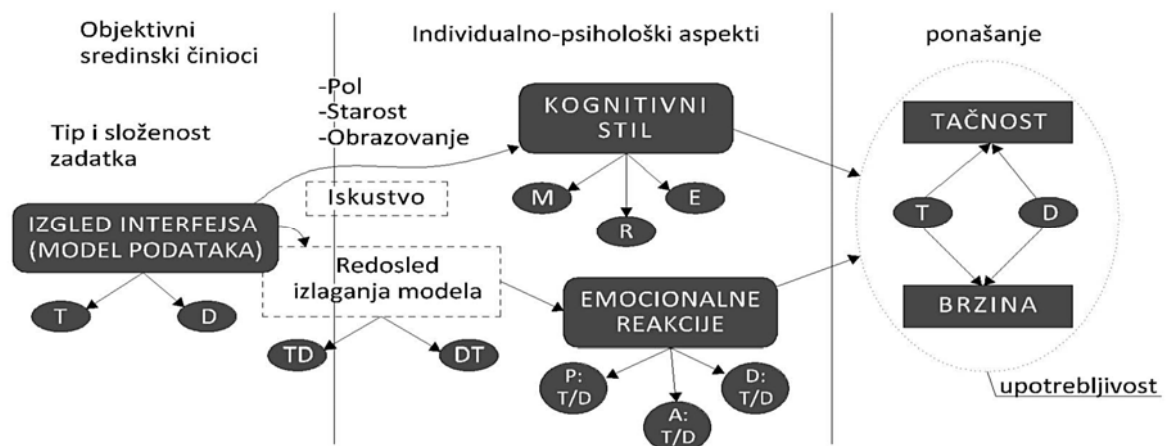 Objektivni
sredinski činioci
Individualno-psihološki aspekti
ponašanje
-Pol
-Starost
-Obrazovanje
KOGNITIVNI
STIL
TAČNOST
Tip i složenost
zadatka
Iskustvo
M
E
R
T
D
IZGLED INTERFEJSA
(MODEL PODATAKA)
Redosled
izlaganja modela
EMOCIONALNE
REAKCIJE
BRZINA
T
D
TD
DT
P:
T/D
D:
T/D
A:
T/D
upotrebljivost